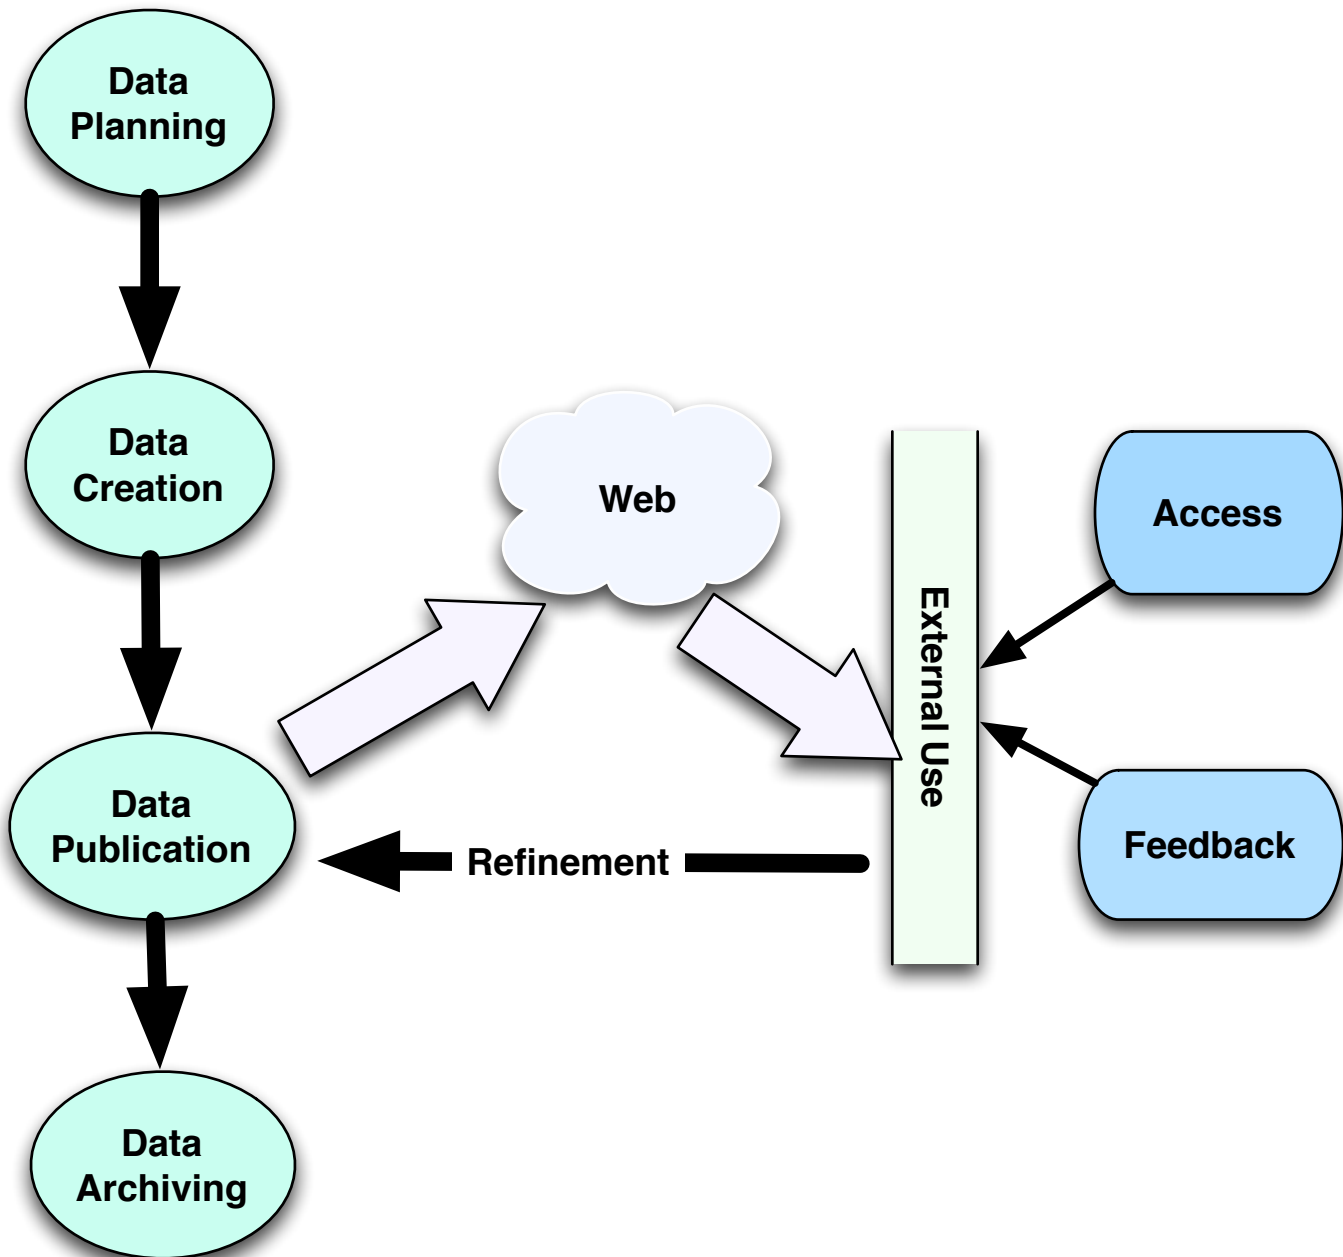 Data
Planning
Data
Creation
Web
Access
External Use
Data
Publication
Refinement
Feedback
Data
Archiving